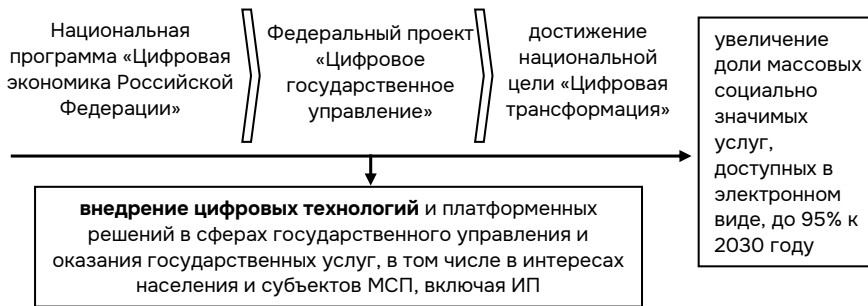 Национальная
программа «Цифровая
экономика Российской
Федерации»
Федеральный проект
«Цифровое
государственное
управление»
достижение
национальной
цели «Цифровая
трансформация»
увеличение
доли массовых
социально
значимых
услуг,
доступных в
электронном
виде, до 95% к
2030 году
внедрение цифровых технологий и платформенных
решений в сферах государственного управления и
оказания государственных услуг, в том числе в интересах
населения и субъектов МСП, включая ИП